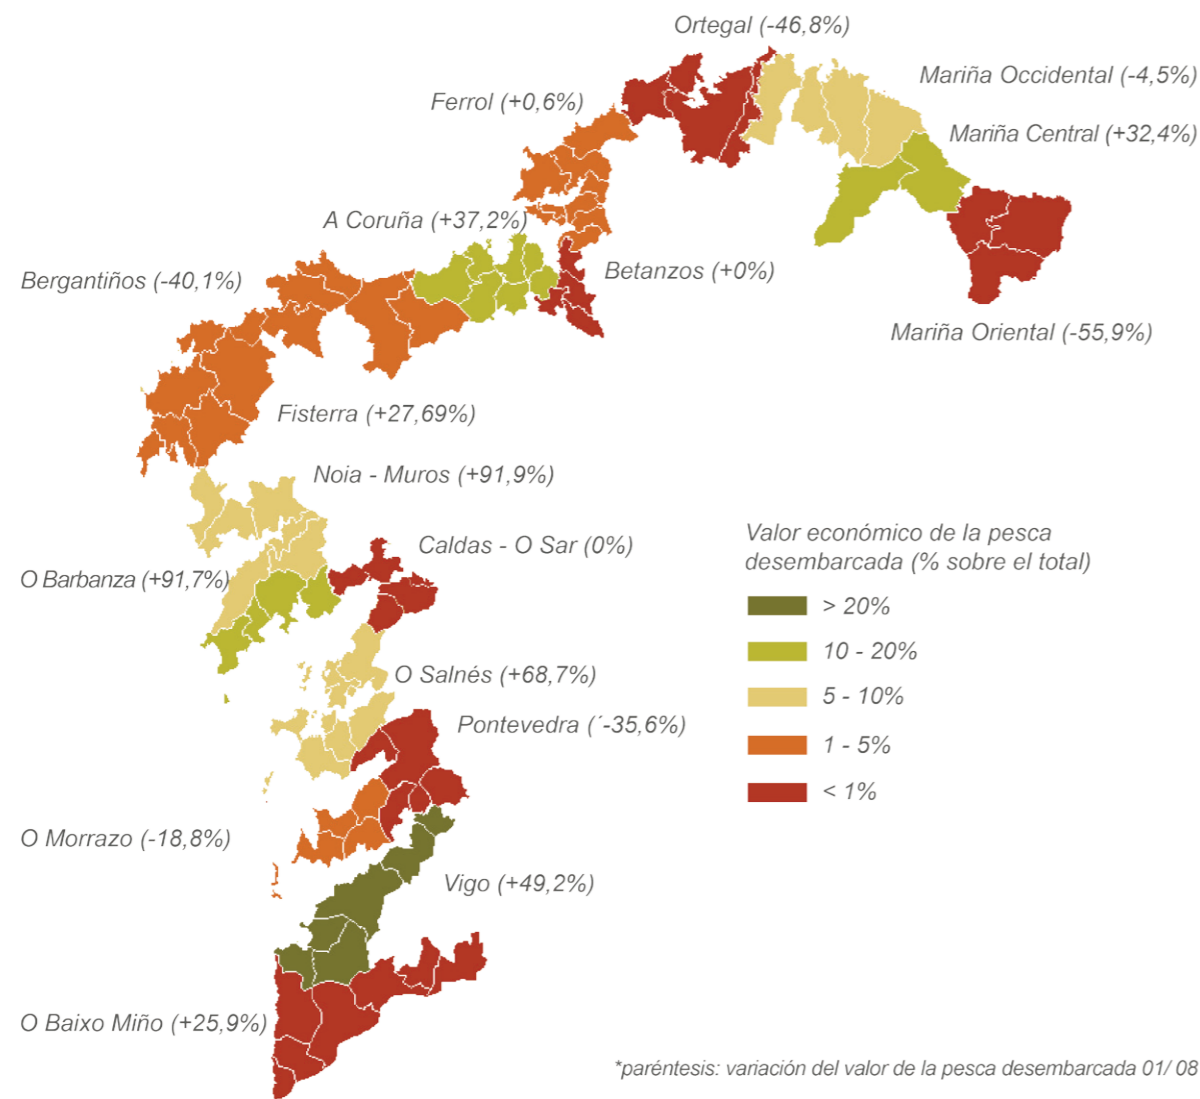 Ortegal (-46,8%)
Mariña Occidental (-4,5%)
Ferrol (+0,6%)
Mariña Central (+32,4%)
A Coruña (+37,2%)
Betanzos (+0%)
Bergantiños (-40,1%)
Mariña Oriental (-55,9%)
Fisterra (+27,69%)
Noia - Muros (+91,9%)
Caldas - O Sar (0%)
O Barbanza (+91,7%)
O Salnés (+68,7%)
Pontevedra (´-35,6%)
O Morrazo (-18,8%)
Vigo (+49,2%)
O Baixo Miño (+25,9%)
Valor económico de la pesca
desembarcada (% sobre el total)
> 20%
10 - 20%
5 - 10%
1 - 5%
< 1%
*paréntesis: variación del valor de la pesca desembarcada 01/ 08